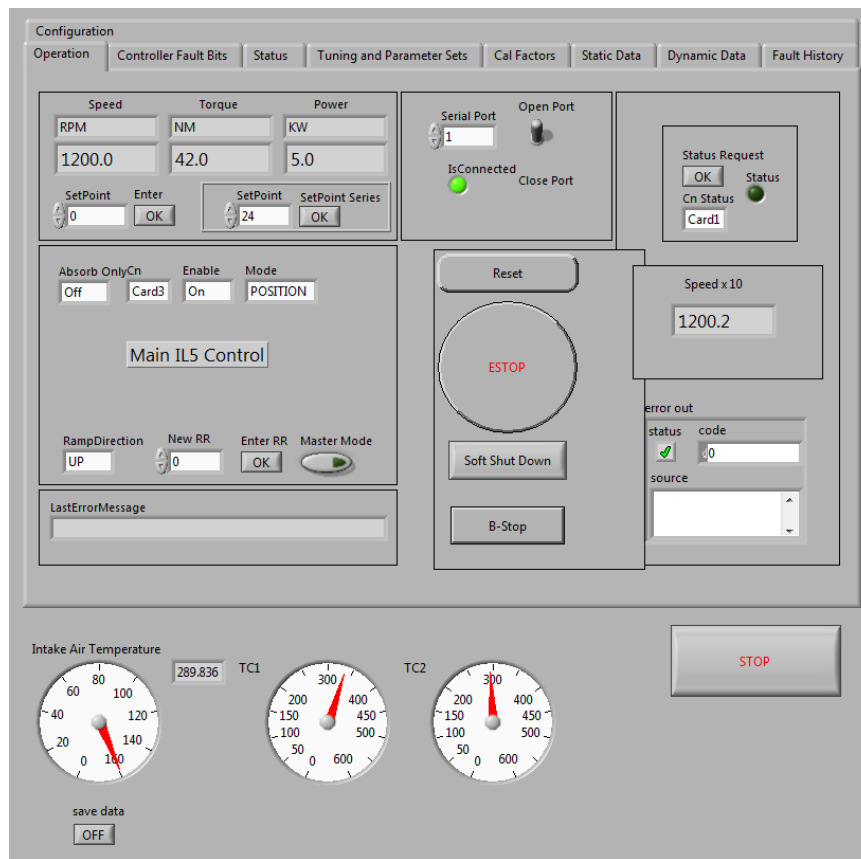 Configuration
Operation Controller Fault Bits Status Tuning and Parameter Sets Cal Factors Static Data Dynamic Data Fault History
Speed Torque Power
RPM NM KW
1200.0 42.0 5.0
SetPoint Enter SetPoint SetPoint Series
0 OK 24 OK
Serial Port Open Port
1
IsConnected Close Port
Status Request
OK Status
Cn Status
Card1
Absorb OnlyCn Enable Mode
Off Card3 On POSITION
Main IL5 Control
RampDirection New RR Enter RR Master Mode
UP 0 OK
LastErrorMessage
Reset
ESTOP
Soft Shut Down
B-Stop
Speed x10
1200.2
error out
status code
0
source
Intake Air Temperature
289.836
0 20 40 60 80 100 120 140 160
TC1
0 50 100 150 200 300 400 450 500 600
TC2
0 50 100 150 200 300 400 450 500 600
STOP
save data
OFF